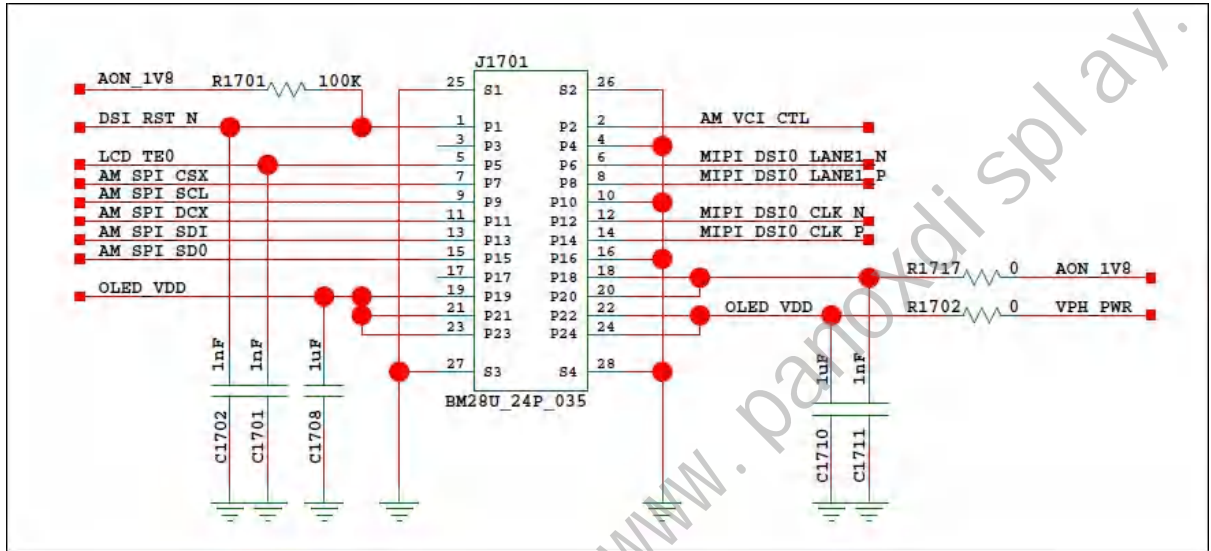 J1701
AON_1V8 R1701 100K 25 S1 S2 26
DSI_RST_N 1 P1 P2 2 AM_VCI_CTL
3 P3 P4 4
LCD_TE0 5 P5 P6 6 MIPI_DSI0_LANE1_N
AM_SPI_CSX 7 P7 P8 8 MIPI_DSI0_LANE1_P
AM_SPI_SCL 9 P9 P10 10
AM_SPI_DCX 11 P11 P12 12 MIPI_DSI0_CLK_N
AM_SPI_SDI 13 P13 P14 14 MIPI_DSI0_CLK_P
AM_SPI_SD0 15 P15 P16 16
17 P17 P18 18 R1717 0 AON_1V8
OLED_VDD 19 P19 P20 20
21 P21 P22 22 OLED_VDD R1702 0 VPH_PWR
23 P23 P24 24
1nF 1nF 1uF 27 S3 S4 28 1uF 1nF
BM28U_24P_035
C1702 C1701 C1708 C1710 C1711
www.panoxdisplay.